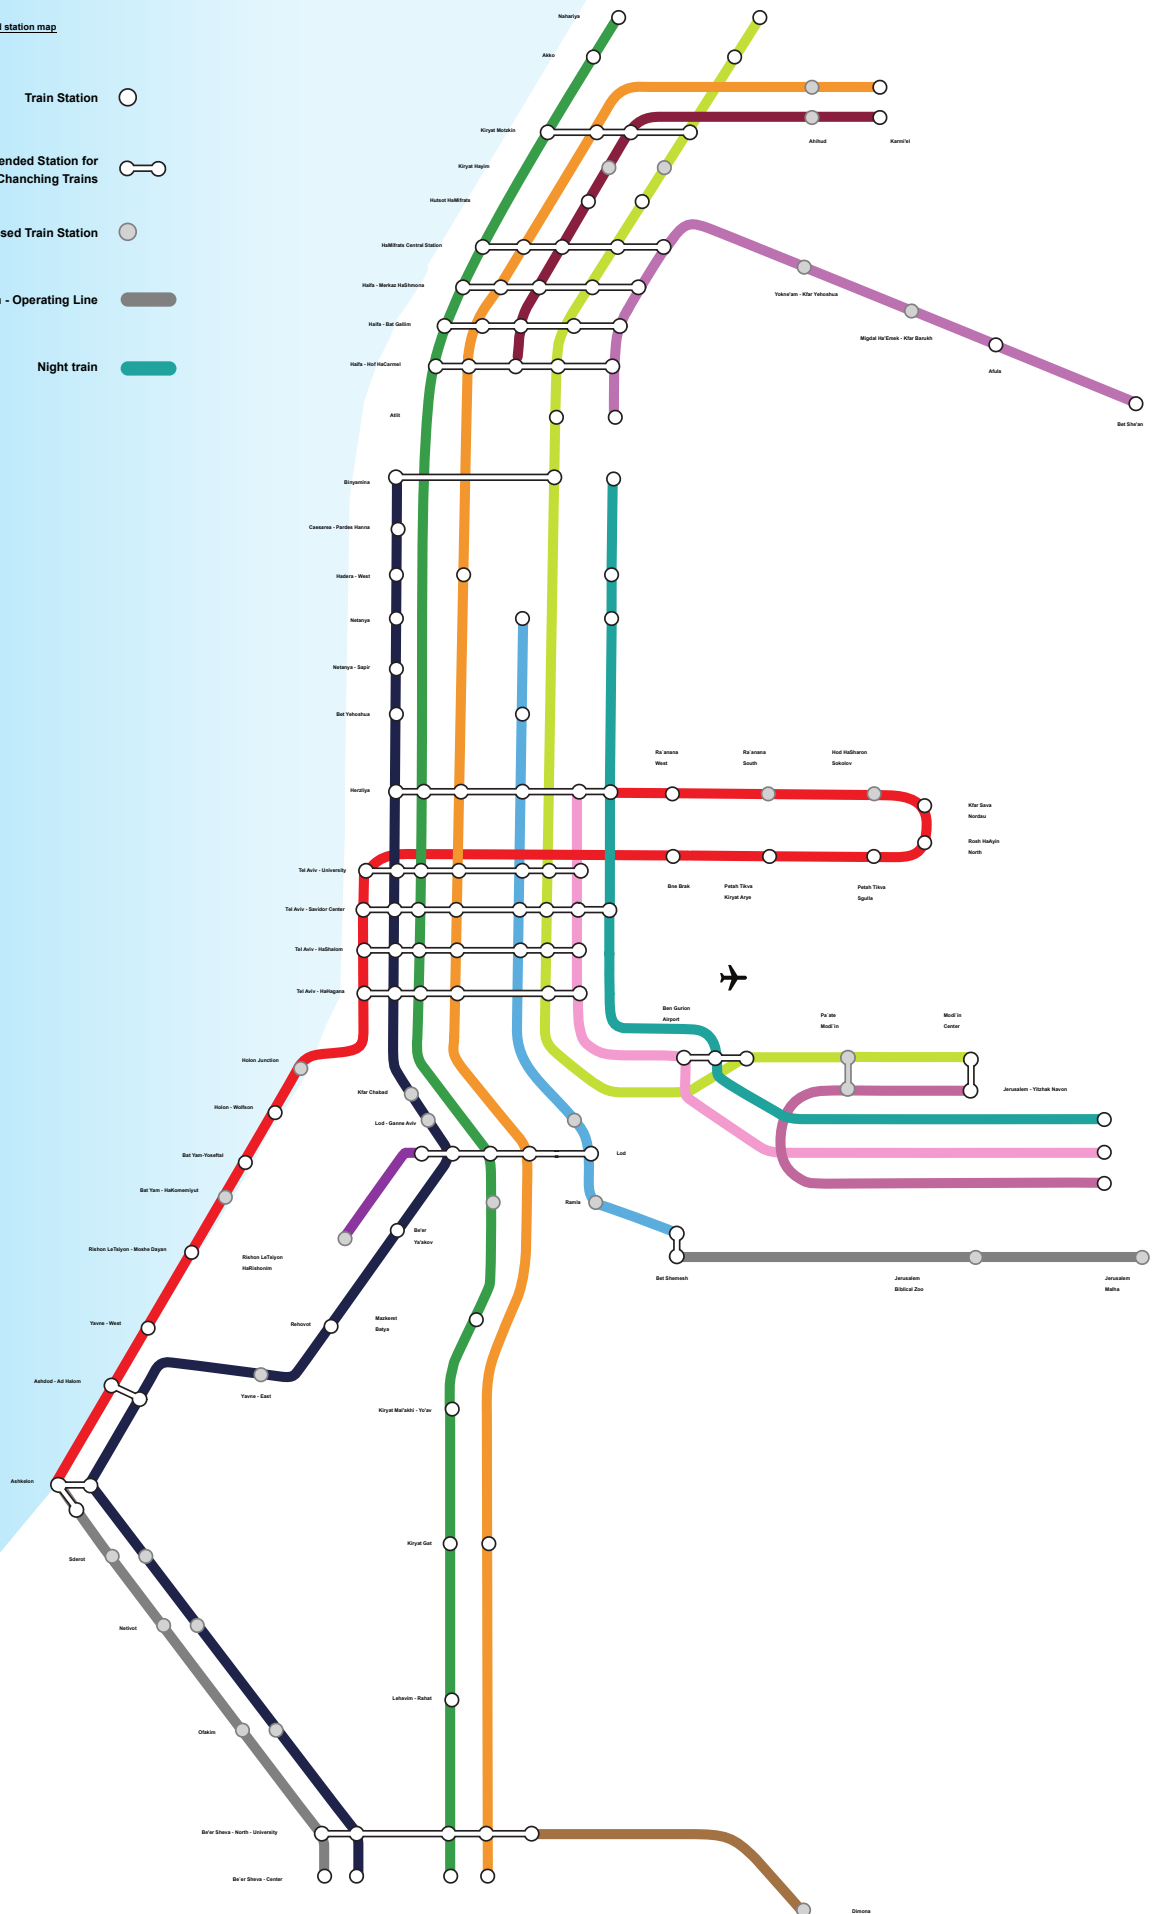 station map
Train Station
ended Station for
Chanching Trains
sed Train Station
- Operating Line
Night train
Nahariya
Akko
Kiryat Motzkin
Kiryat Hayim
Hutsot HaMifrats
HaMifrats Central Station
Haifa - Merkaz HaShmona
Haifa - Bat Galim
Haifa - Hof HaCarmel
Atlit
Ahihud
Karmi'el
Yokne'am - Kfar Yehoshua
Migdal Ha'Emek - Kfar Barukh
Afula
Bet She'an
Binyamina
Caesarea - Pardes Hanna
Hadera - West
Netanya
Netanya - Sapir
Bet Yehoshua
Herzliya
Ra`anana
West
Ra`anana
South
Hod HaSharon
Sokolov
Kfar Sava
Nordau
Rosh HaAyin
North
Bne Brak
Petah Tikva
Kiryat Arye
Petah Tikva
Sgulla
Tel Aviv - University
Tel Aviv - Savidor Center
Tel Aviv - HaShalom
Tel Aviv - HaHagana
Ben Gurion
Airport
Pa`ate
Modi`in
Modi`in
Center
Holon Junction
Holon - Wolfson
Bat Yam-Yoseftal
Bat Yam - HaKomemiyut
Rishon LeTsiyon - Moshe Dayan
Yavne - West
Ashdod - Ad Halom
Ashkelon
Kfar Chabad
Lod - Ganne Aviv
Lod
Jerusalem - Yitzhak Navon
Ramla
Be'er
Ya'akov
Rishon LeTsiyon
HaRishonim
Bet Shemesh
Jerusalem
Biblical Zoo
Jerusalem
Malha
Rehovot
Mazkeret
Batya
Yavne - East
Kiryat Mal'akhi - Yo'av
Kiryat Gat
Sderot
Netivot
Ofakim
Lehavim - Rahat
Be'er Sheva - North - University
Be`er Sheva - Center
Dimona